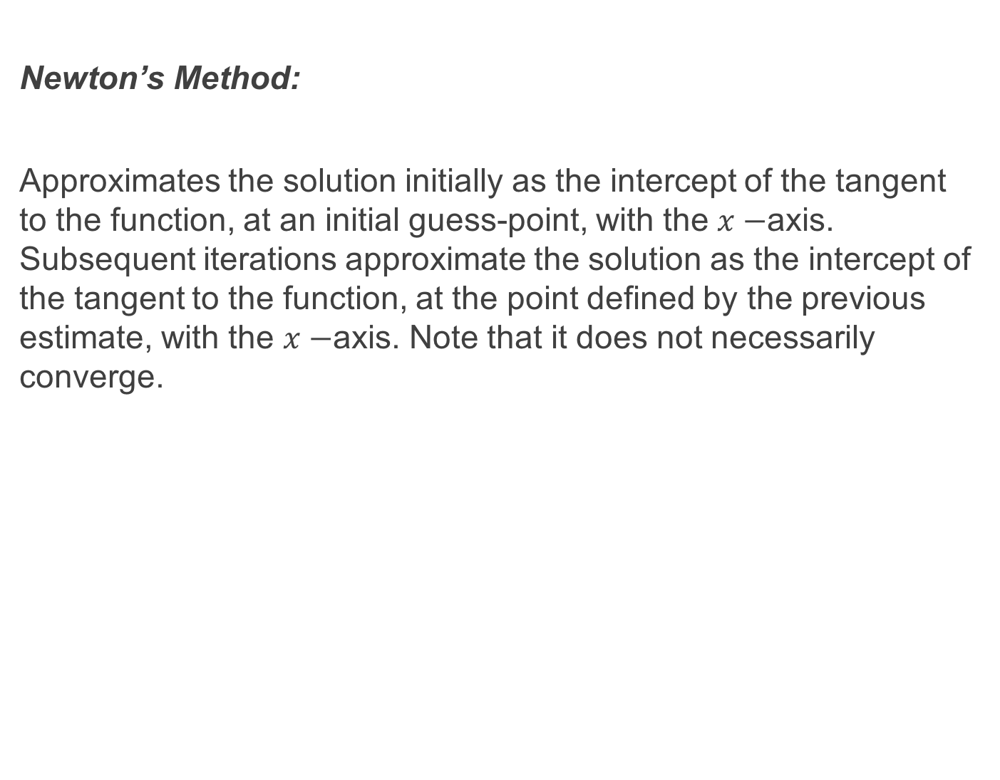 Newton’s Method:
Approximates the solution initially as the intercept of the tangent
to the function, at an initial guess-point, with the 𝑥 −axis.
Subsequent iterations approximate the solution as the intercept of
the tangent to the function, at the point defined by the previous
estimate, with the 𝑥 −axis. Note that it does not necessarily
converge.